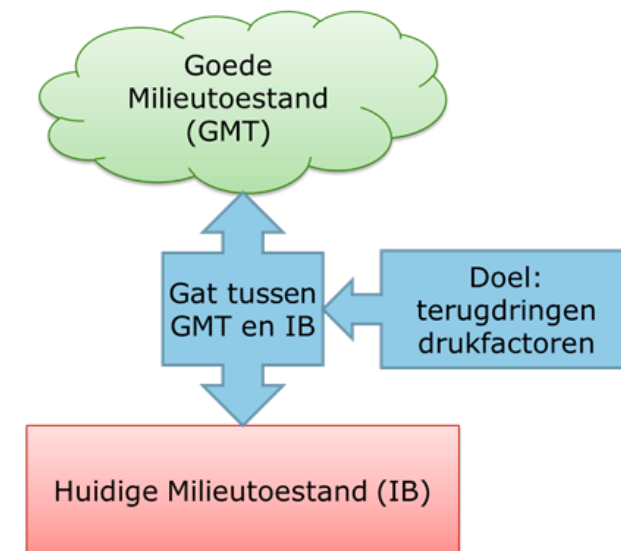 Goede
Milieutoestand
(GMT)
Gat tussen
GMT en IB
Doel:
terugdringen
drukfactoren
Huidige Milieutoestand (IB)